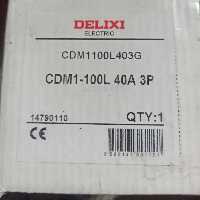 DELIXI
ELECTRIC
CDM1100L403G
CDM1-100L 40A 3P
14790110
QTY:1
CE